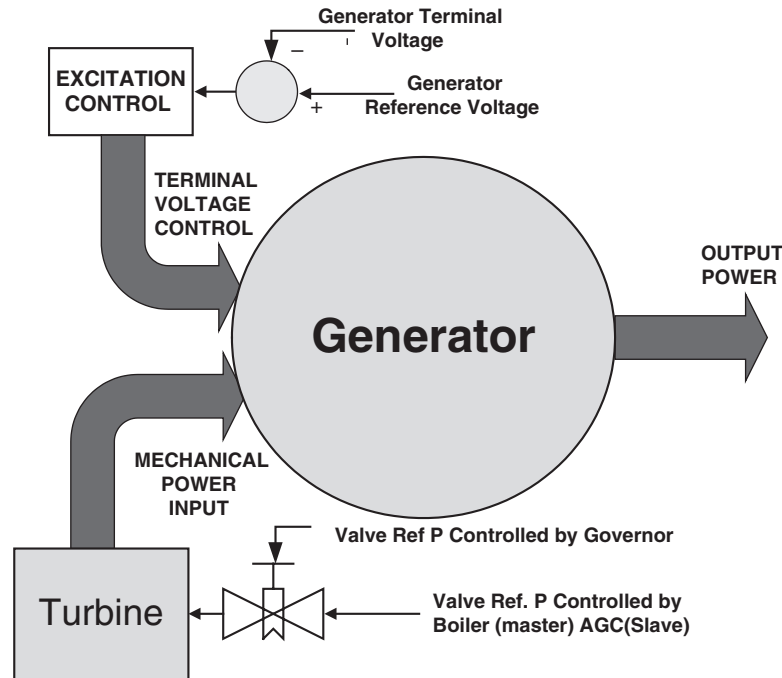 Generator Terminal
Voltage
−
EXCITATION
CONTROL
Generator
Reference Voltage
+
TERMINAL
VOLTAGE
CONTROL
OUTPUT
POWER
Generator
MECHANICAL
POWER
INPUT
Valve Ref P Controlled by Governor
Turbine
Valve Ref. P Controlled by
Boiler (master) AGC(Slave)